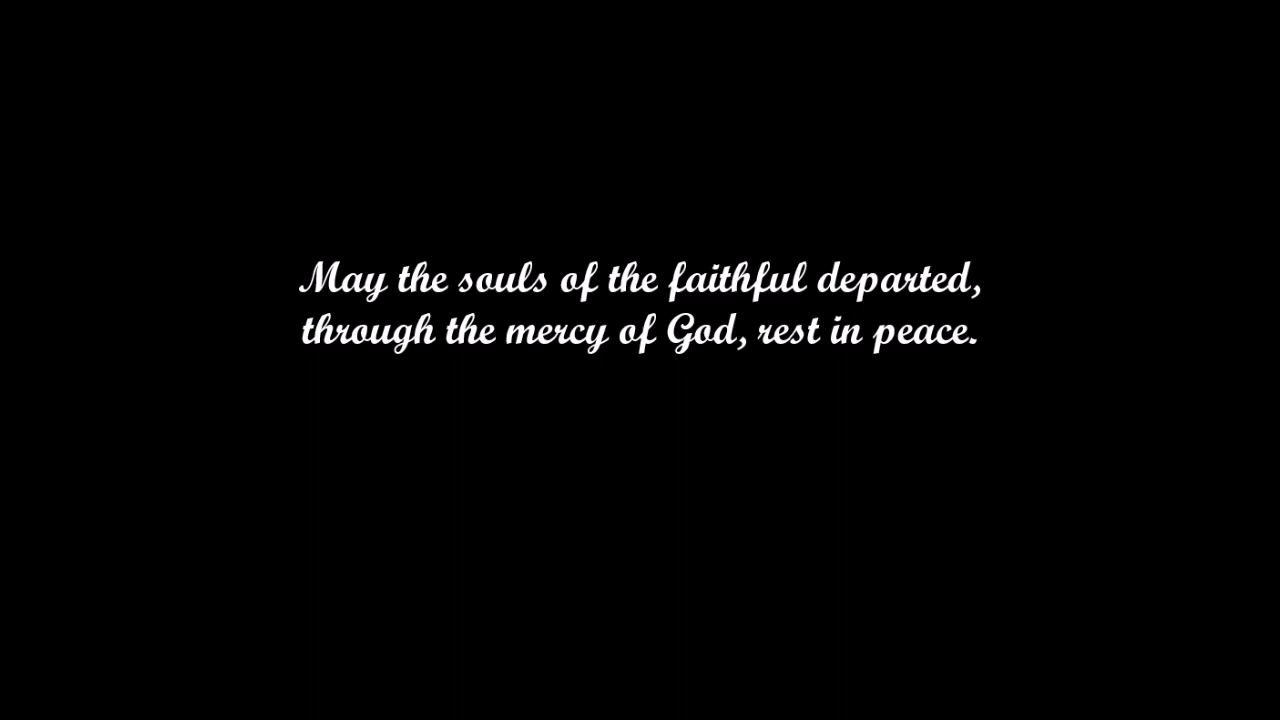 May the souls of the faithful departed,
through the mercy of God, rest in peace.